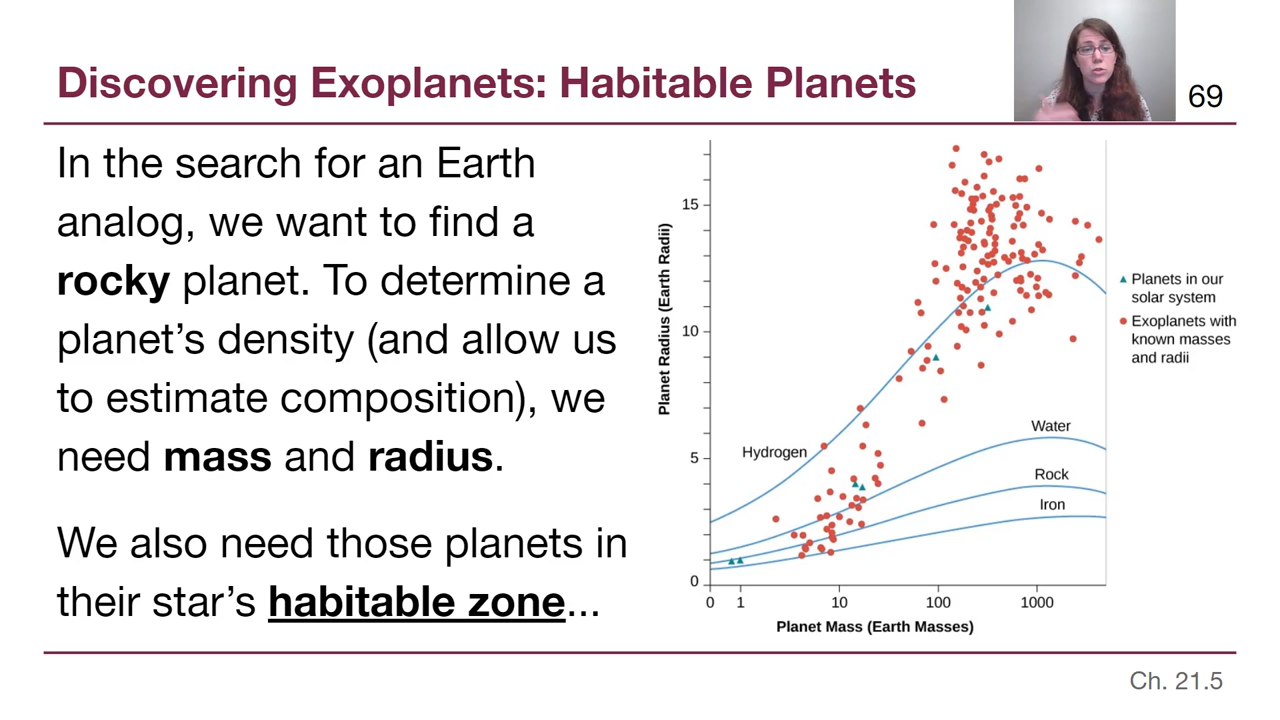 Discovering Exoplanets: Habitable Planets
69
In the search for an Earth
analog, we want to find a
rocky planet. To determine a
planet’s density (and allow us
to estimate composition), we
need mass and radius.
We also need those planets in
their star’s habitable zone...
Planet Radius (Earth Radii)
15
10
5
0
Hydrogen
Water
Rock
Iron
0 1 10 100 1000
Planet Mass (Earth Masses)
Planets in our
solar system
Exoplanets with
known masses
and radii
Ch. 21.5